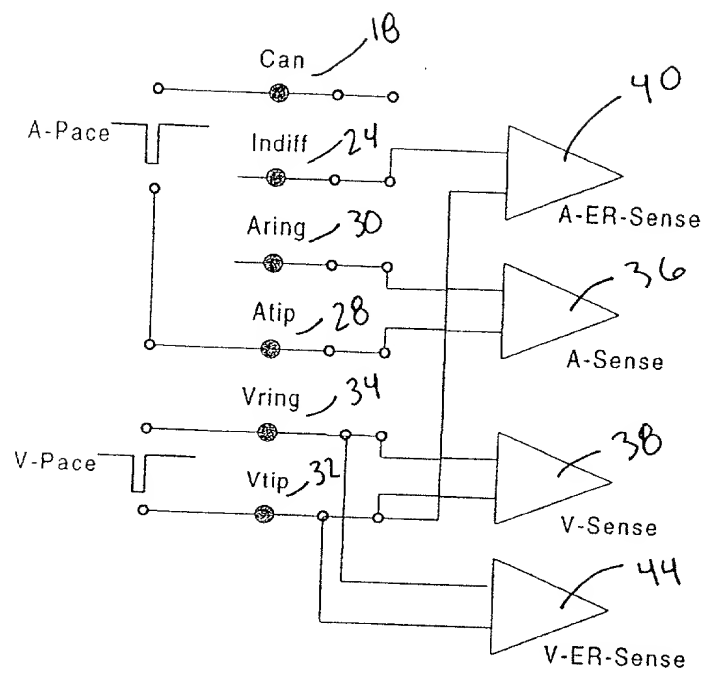 Can 18
40
A-Pace
Indiff 24
A-ER-Sense
Aring 30
36
Atip 28
A-Sense
Vring 34
38
V-Pace
Vtip 32
V-Sense
44
V-ER-Sense